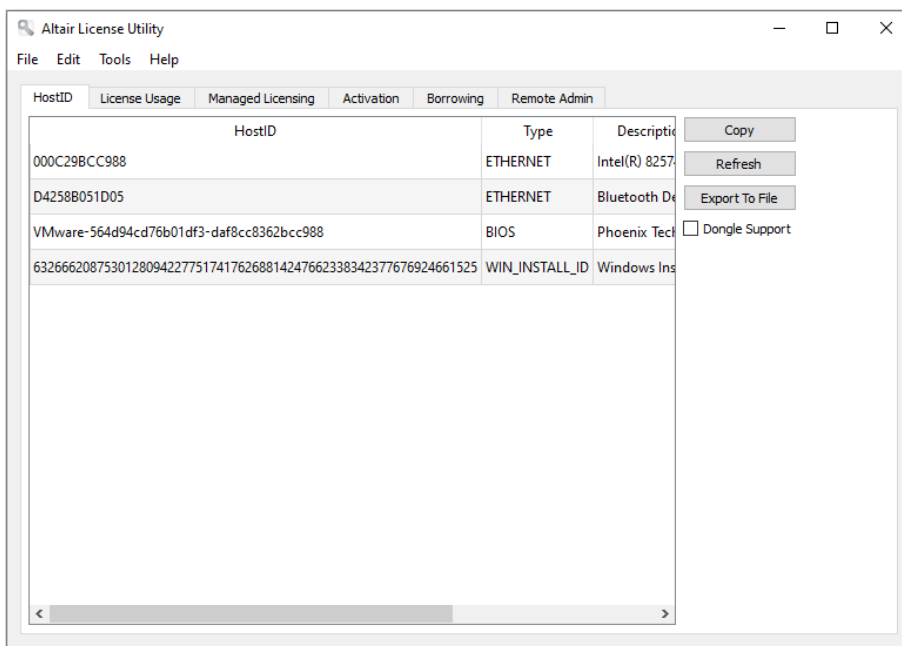 Altair License Utility
File Edit Tools Help
HostID License Usage Managed Licensing Activation Borrowing Remote Admin
HostID Type Descriptio Copy
000C29BCC988 ETHERNET Intel(R) 8257 Refresh
D4258B051D05 ETHERNET Bluetooth De Export To File
VMware-564d94cd76b01df3-daf8cc8362bcc988 BIOS Phoenix Tech Dongle Support
63266620875301280942277517417626881424766233834237767692466 1525 WIN_INSTALL_ID Windows Ins